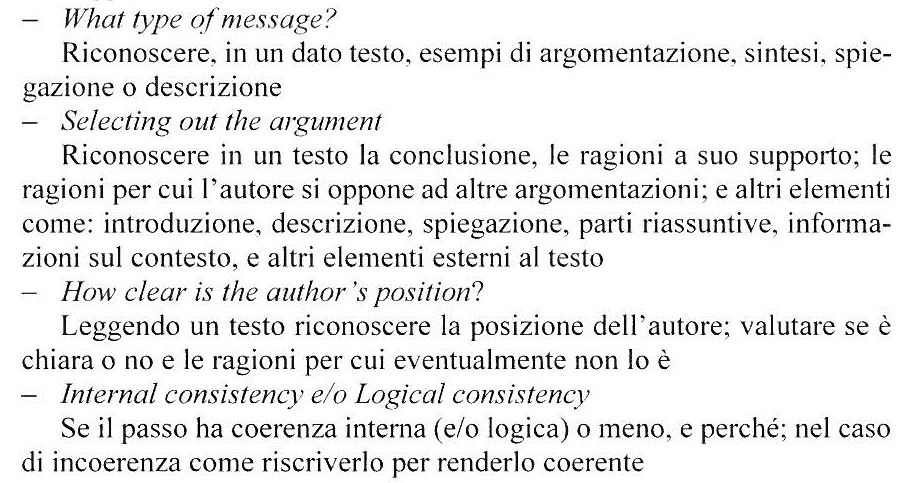 – What type of message?
Riconoscere, in un dato testo, esempi di argomentazione, sintesi, spie-
gazione o descrizione
– Selecting out the argument
Riconoscere in un testo la conclusione, le ragioni a suo supporto; le
ragioni per cui l'autore si oppone ad altre argomentazioni; e altri elementi
come: introduzione, descrizione, spiegazione, parti riassuntive, informa-
zioni sul contesto, e altri elementi esterni al testo
– How clear is the author's position?
Leggendo un testo riconoscere la posizione dell'autore; valutare se è
chiara o no e le ragioni per cui eventualmente non lo è
– Internal consistency e/o Logical consistency
Se il passo ha coerenza interna (e/o logica) o meno, e perché; nel caso
di incoerenza come riscriverlo per renderlo coerente